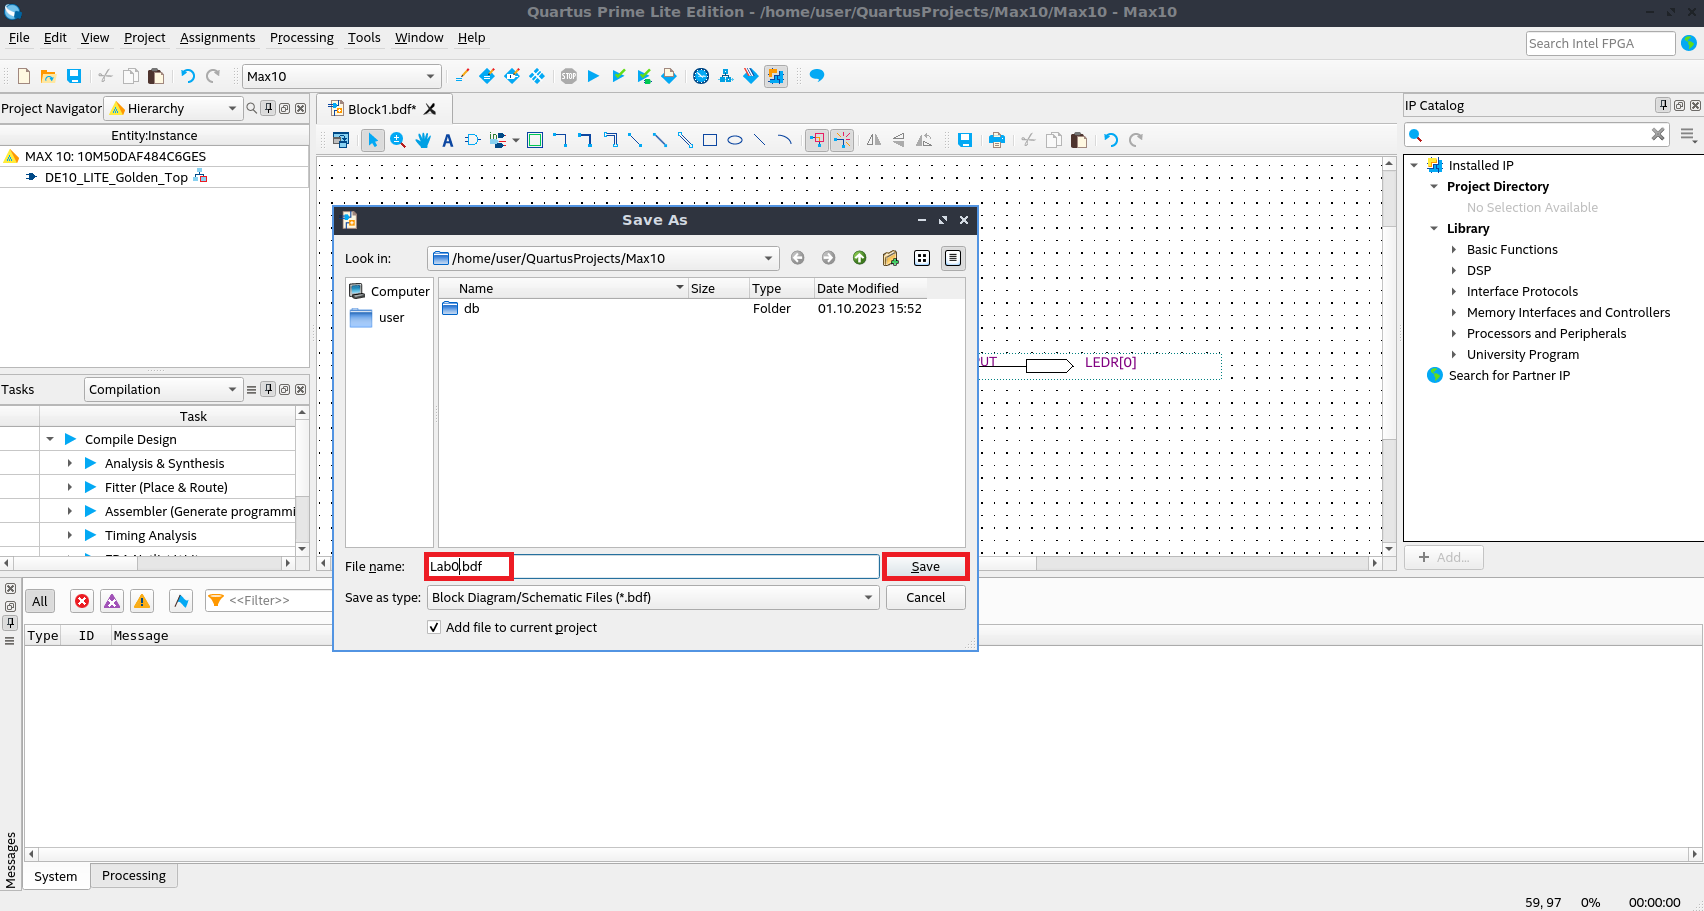 Quartus Prime Lite Edition - /home/user/QuartusProjects/Max10/Max10 - Max10
File Edit View Project Assignments Processing Tools Window Help
Search Intel FPGA
Max10
Project Navigator Hierarchy
Entity:Instance
MAX 10: 10M50DAF484C6GES
DE10_LITE_Golden_Top
Tasks Compilation
Task
Compile Design
Analysis & Synthesis
Fitter (Place & Route)
Assembler (Generate programmi
Timing Analysis
Block1.bdf*
LEDR[0]
Save As
Look in: /home/user/QuartusProjects/Max10
Computer
user
Name Size Type Date Modified
db Folder 01.10.2023 15:52
File name: Lab0.bdf Save
Save as type: Block Diagram/Schematic Files (*.bdf) Cancel
Add file to current project
IP Catalog
Installed IP
Project Directory
No Selection Available
Library
Basic Functions
DSP
Interface Protocols
Memory Interfaces and Controllers
Processors and Peripherals
University Program
Search for Partner IP
+ Add...
All <<Filter>>
Type ID Message
Messages
System Processing
59, 97 0% 00:00:00